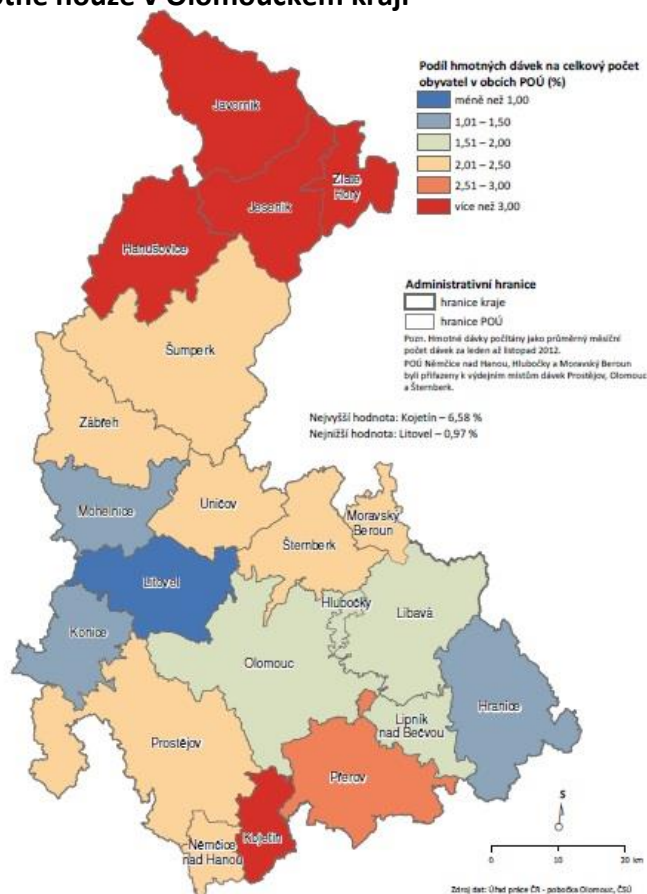 otné nouze v Olomouckém kraji
Podíl hmotných dávek na celkový počet
obyvatel v obcích POÚ (%)
méně než 1,00
1,01 – 1,50
1,51 – 2,00
2,01 – 2,50
2,51 – 3,00
více než 3,00
Administrativní hranice
hranice kraje
hranice POÚ
Pozn. Hmotné dávky počítány jako průměrný měsíční
počet dávek za leden až listopad 2012.
POÚ Němčice nad Hanou, Hlubočky a Moravský Beroun
byli přiřazeny k výdejním místům dávek Prostějov, Olomouc
a Šternberk.
Nejvyšší hodnota: Kojetín – 6,58 %
Nejnižší hodnota: Litovel – 0,97 %
Javorník
Zlaté
Hory
Jeseník
Hanušovice
Šumperk
Zábřeh
Mohelnice
Uničov
Moravský
Beroun
Šternberk
Litovel
Hlubočky
Libavá
Konice
Olomouc
Hranice
Lipník
nad Bečvou
Prostějov
Přerov
Kojetín
Němčice
nad Hanou
S
0 10 20 km
Zdroj dat: Úřad práce ČR - pobočka Olomouc, ČSÚ